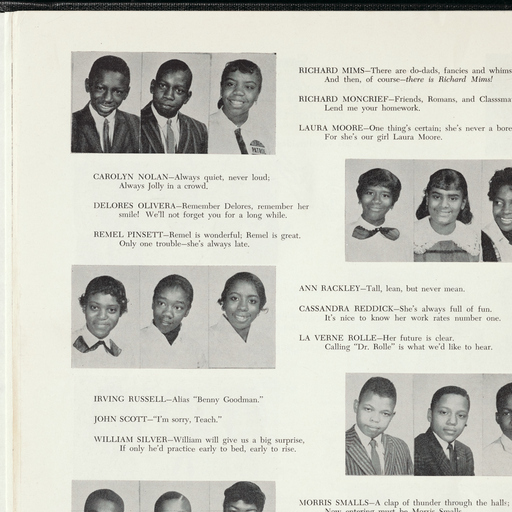 RICHARD MIMS—There are do-dads, fancies and whims
And then, of course—there is Richard Mims!
RICHARD MONCRIEF—Friends, Romans, and Classsma
Lend me your homework.
LAURA MOORE—One thing's certain; she's never a bore
For she's our girl Laura Moore.
CAROLYN NOLAN—Always quiet, never loud;
Always Jolly in a crowd.
DELORES OLIVERA—Remember Delores, remember her
smile! We'll not forget you for a long while.
REMEL PINSETT—Remel is wonderful; Remel is great.
Only one trouble—she's always late.
ANN RACKLEY—Tall, lean, but never mean.
CASSANDRA REDDICK—She's always full of fun.
It's nice to know her work rates number one.
LA VERNE ROLLE—Her future is clear.
Calling "Dr. Rolle" is what we'd like to hear.
IRVING RUSSELL—Alias "Benny Goodman."
JOHN SCOTT—"I'm sorry, Teach."
WILLIAM SILVER—William will give us a big surprise,
If only he'd practice early to bed, early to rise.
MORRIS SMALLS—A clap of thunder through the halls;
Now entering must be Morris Smalls